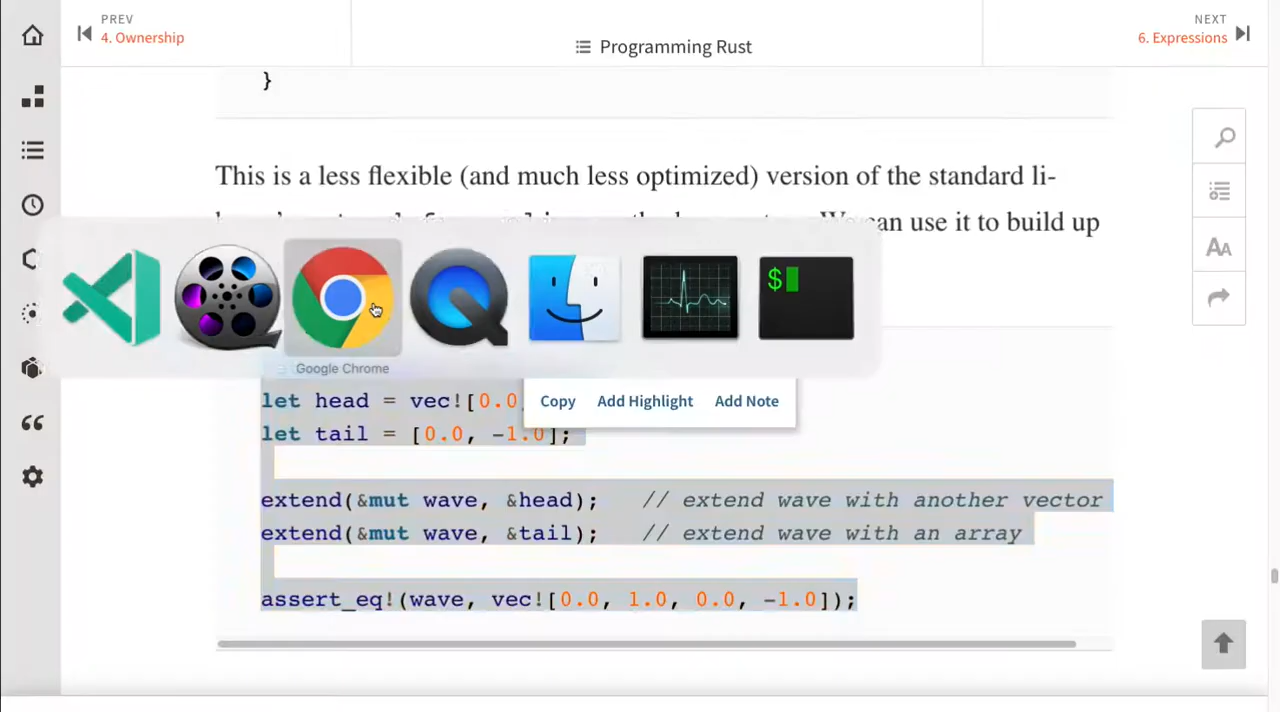 PREV
4. Ownership
Programming Rust
NEXT
6. Expressions
}
This is a less flexible (and much less optimized) version of the standard li-
can use it to build up
$
Google Chrome
Copy
Add Highlight
Add Note
let head = vec![0.0
let tail = [0.0, -1.0];
extend(&mut wave, &head); // extend wave with another vector
extend(&mut wave, &tail); // extend wave with an array
assert_eq!(wave, vec![0.0, 1.0, 0.0, -1.0]);
AA